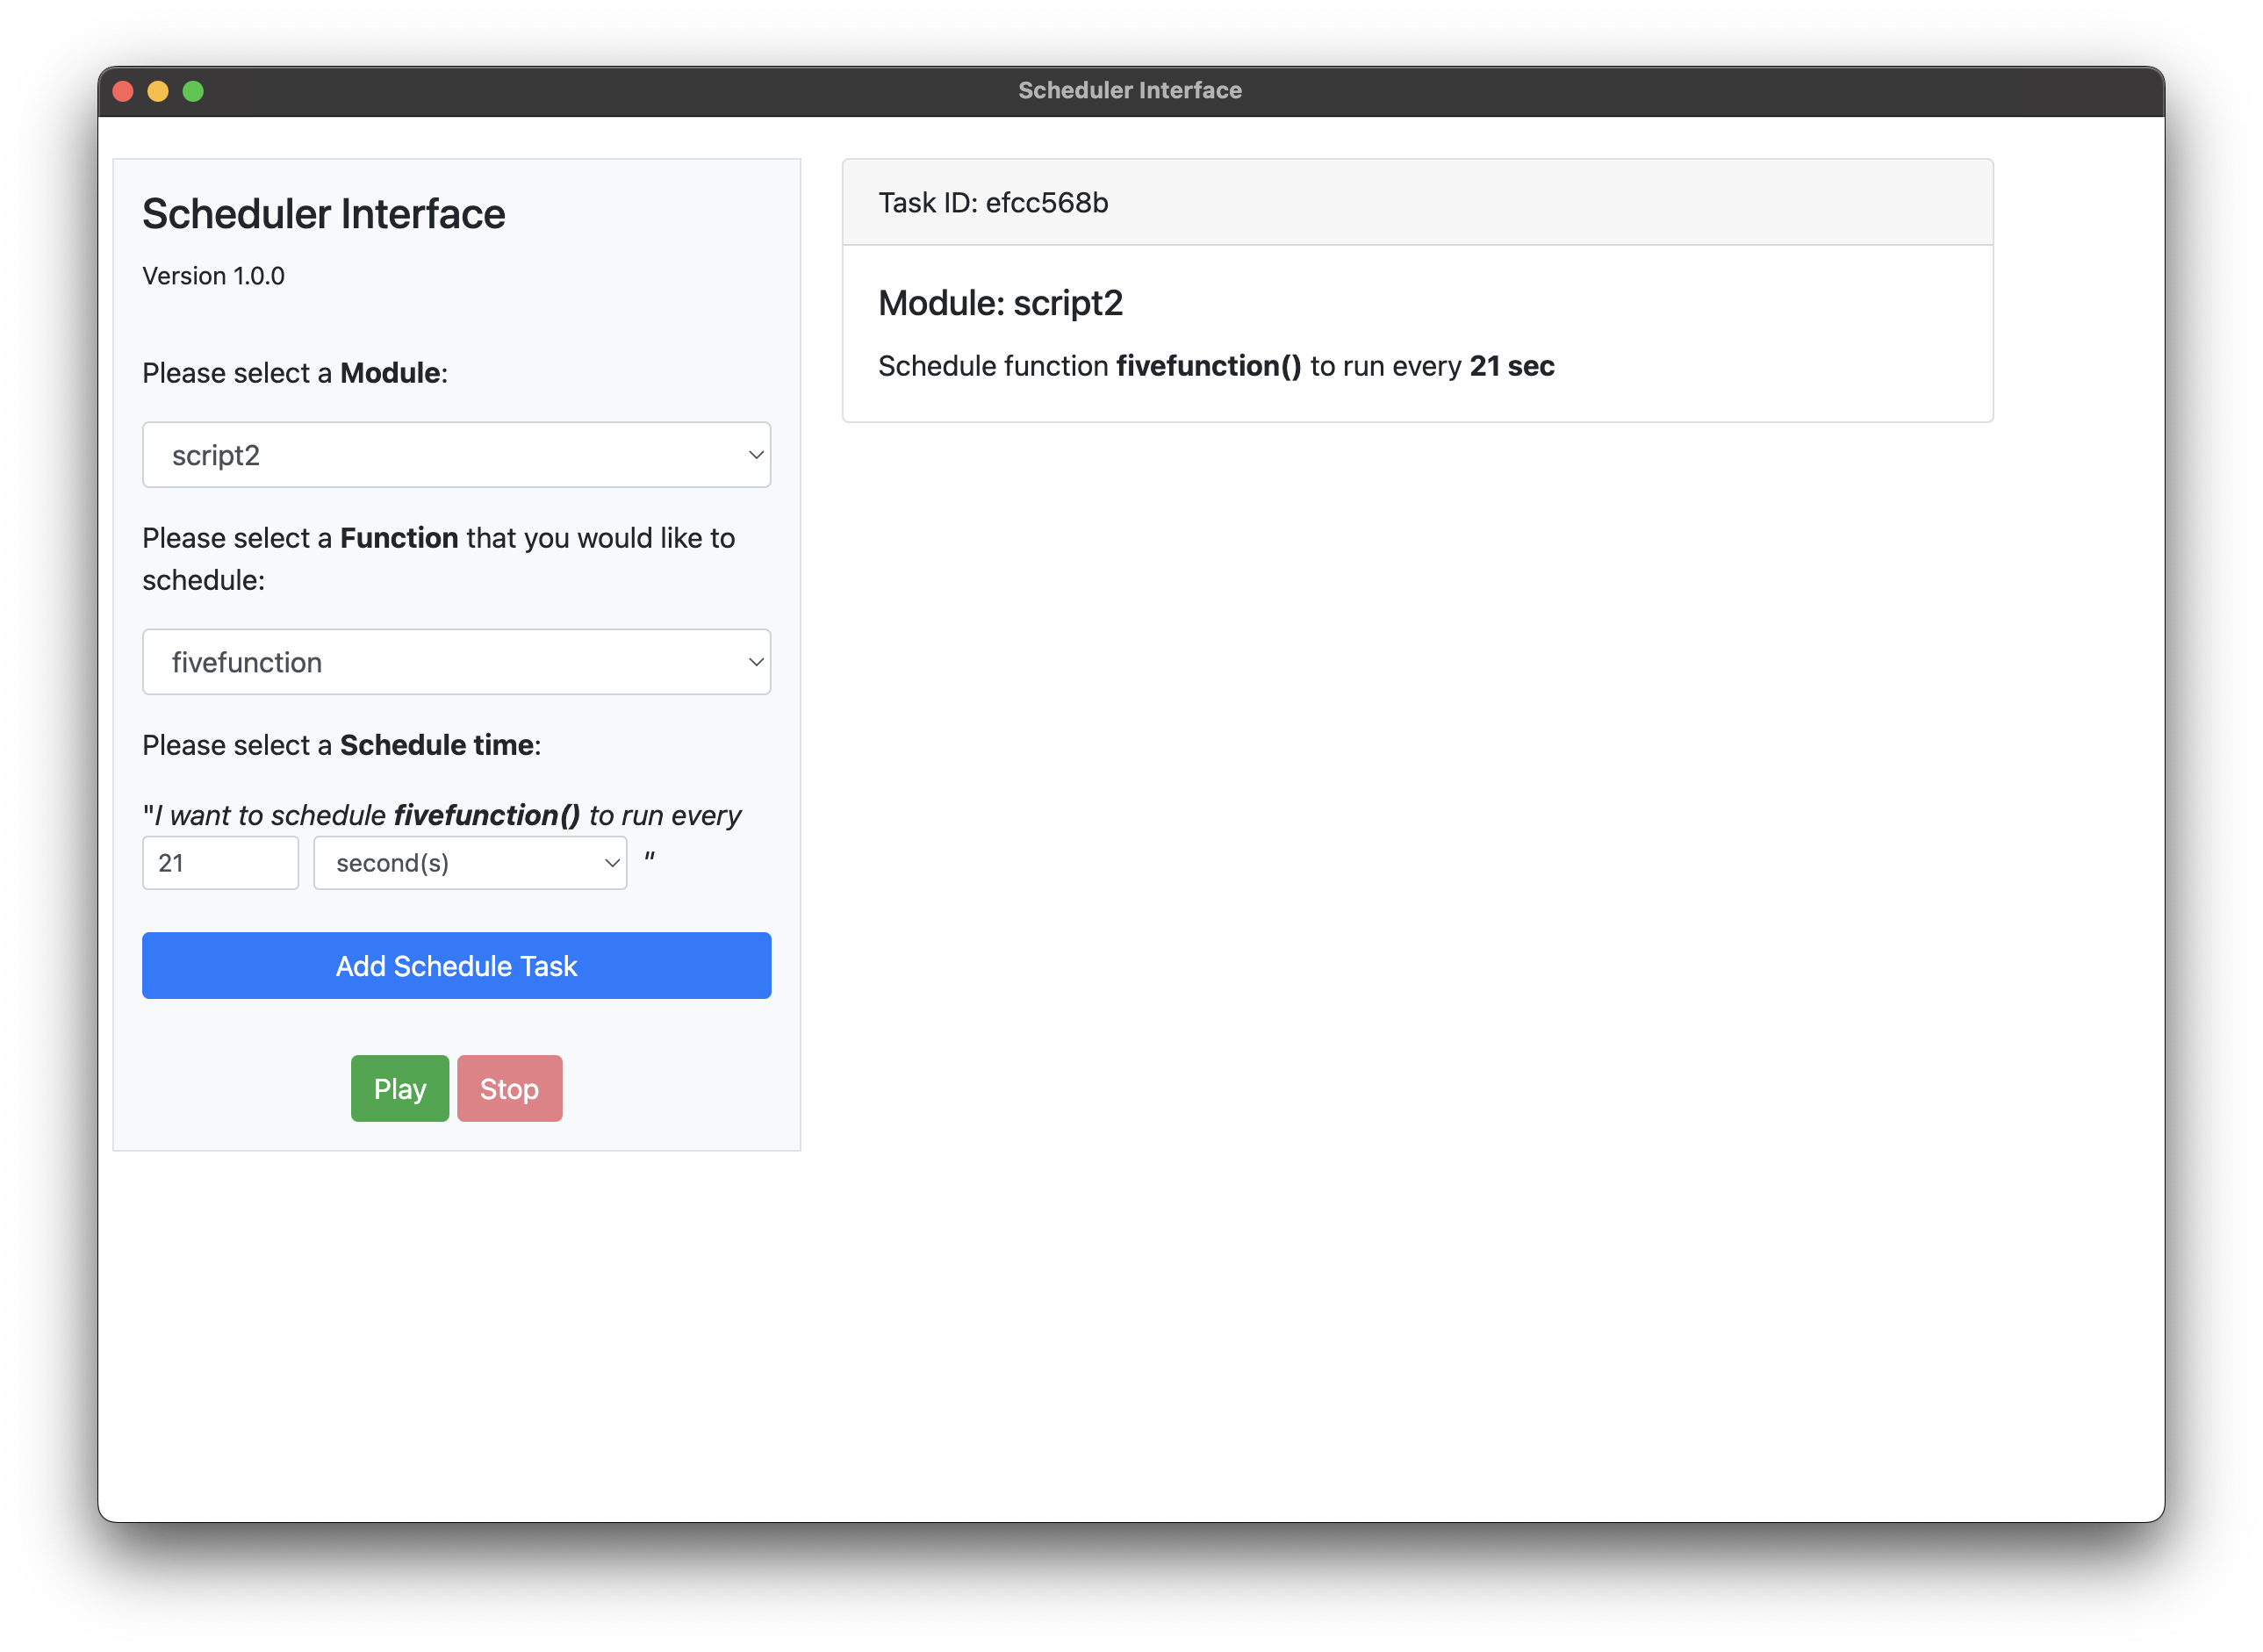 Scheduler Interface
Scheduler Interface
Version 1.0.0
Please select a Module:
script2
Please select a Function that you would like to
schedule:
fivefunction
Please select a Schedule time:
"I want to schedule fivefunction() to run every
21 second(s) "
Add Schedule Task
Play Stop
Task ID: efcc568b
Module: script2
Schedule function fivefunction() to run every 21 sec